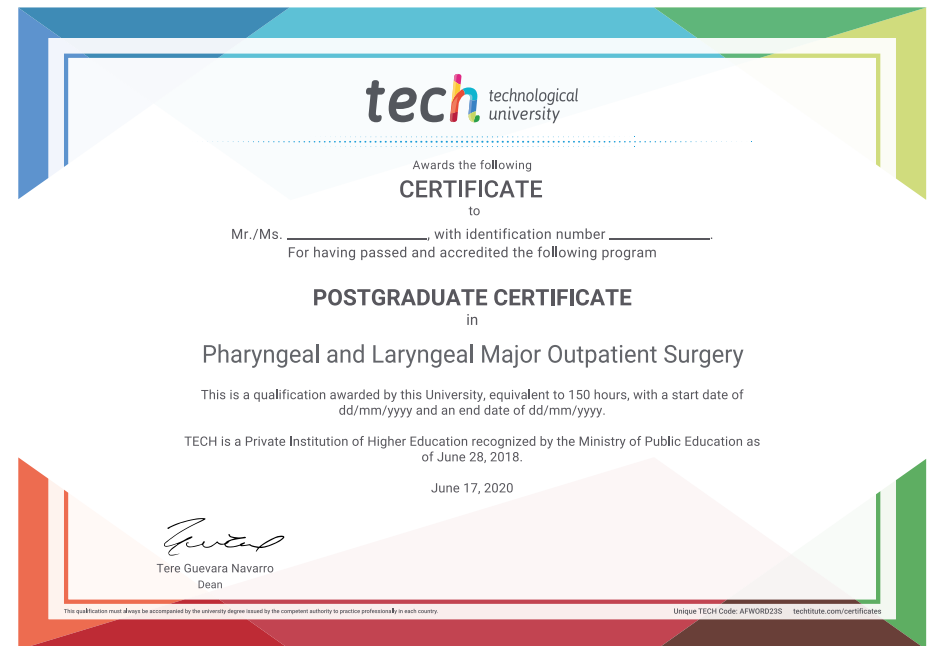 tech technological
university
Awards the following
CERTIFICATE
to
Mr./Ms. ____________________, with identification number ______________.
For having passed and accredited the following program
POSTGRADUATE CERTIFICATE
in
Pharyngeal and Laryngeal Major Outpatient Surgery
This is a qualification awarded by this University, equivalent to 150 hours, with a start date of
dd/mm/yyyy and an end date of dd/mm/yyyy.
TECH is a Private Institution of Higher Education recognized by the Ministry of Public Education as
of June 28, 2018.
June 17, 2020
Tere Guevara Navarro
Dean
This qualification must always be accompanied by the university degree issued by the competent authority to practice professionally in each country.
Unique TECH Code: AFWORD23S techtitute.com/certificates